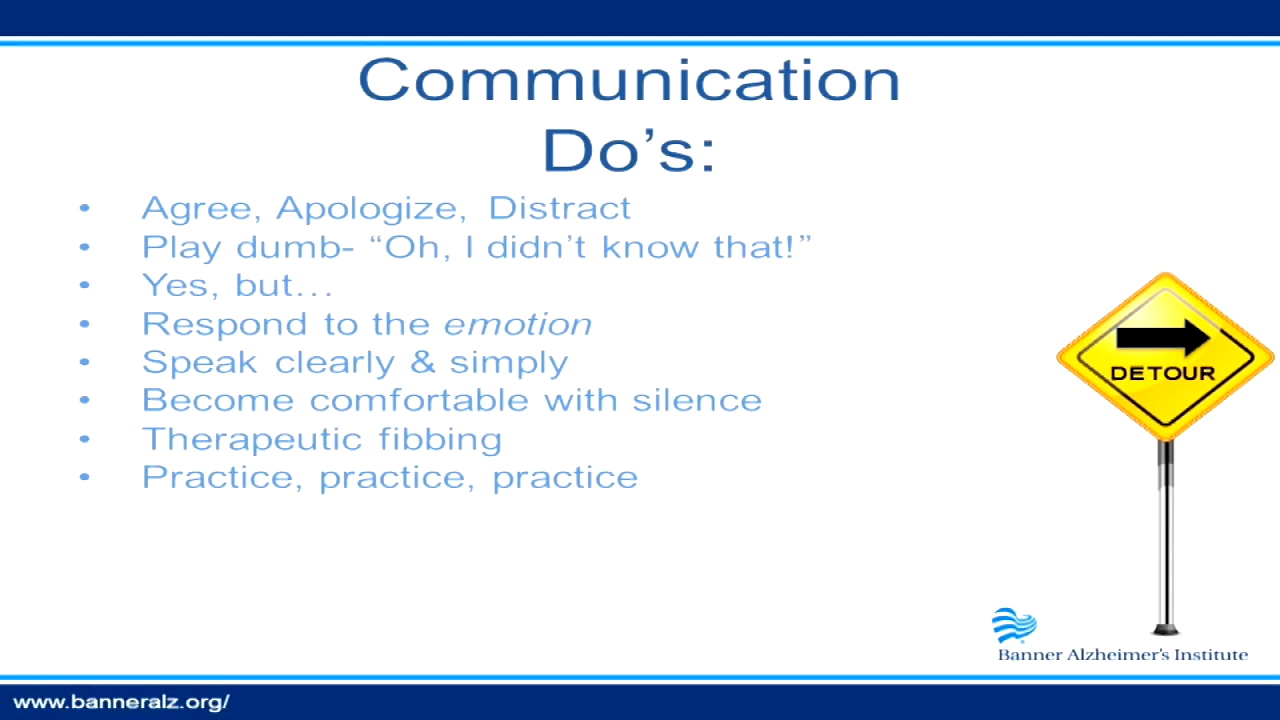 Communication
Do's:
• Agree, Apologize, Distract
• Play dumb- “Oh, I didn’t know that!”
• Yes, but…
• Respond to the emotion
• Speak clearly & simply
• Become comfortable with silence
• Therapeutic fibbing
• Practice, practice, practice
DETOUR
Banner Alzheimer’s Institute
www.banneralz.org/